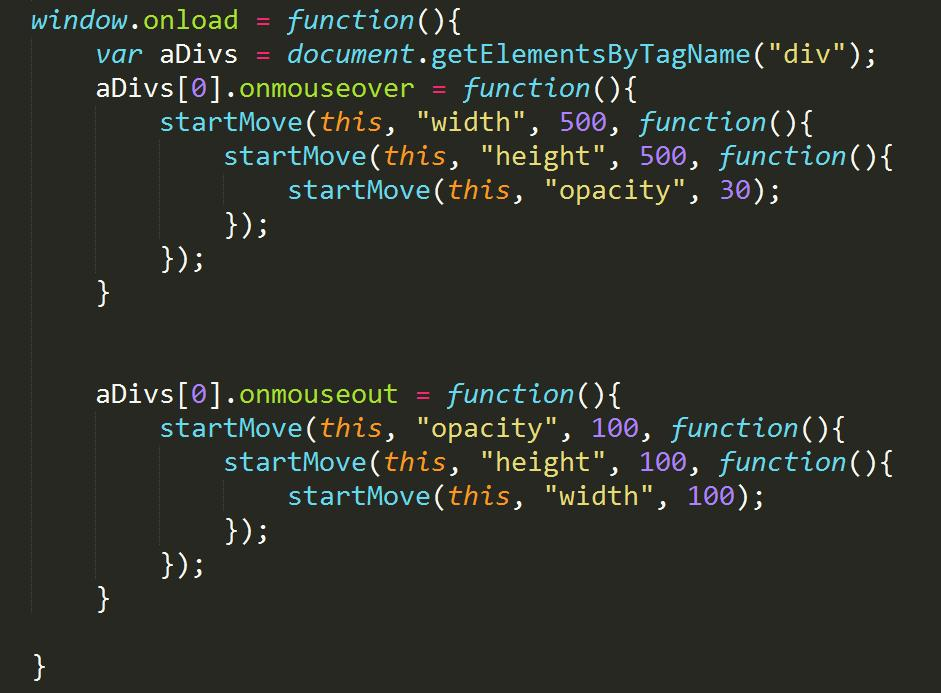 window.onload = function(){
    var aDivs = document.getElementsByTagName("div");
    aDivs[0].onmouseover = function(){
        startMove(this, "width", 500, function(){
            startMove(this, "height", 500, function(){
                startMove(this, "opacity", 30);
            });
        });
    }
    aDivs[0].onmouseout = function(){
        startMove(this, "opacity", 100, function(){
            startMove(this, "height", 100, function(){
                startMove(this, "width", 100);
            });
        });
    }
}